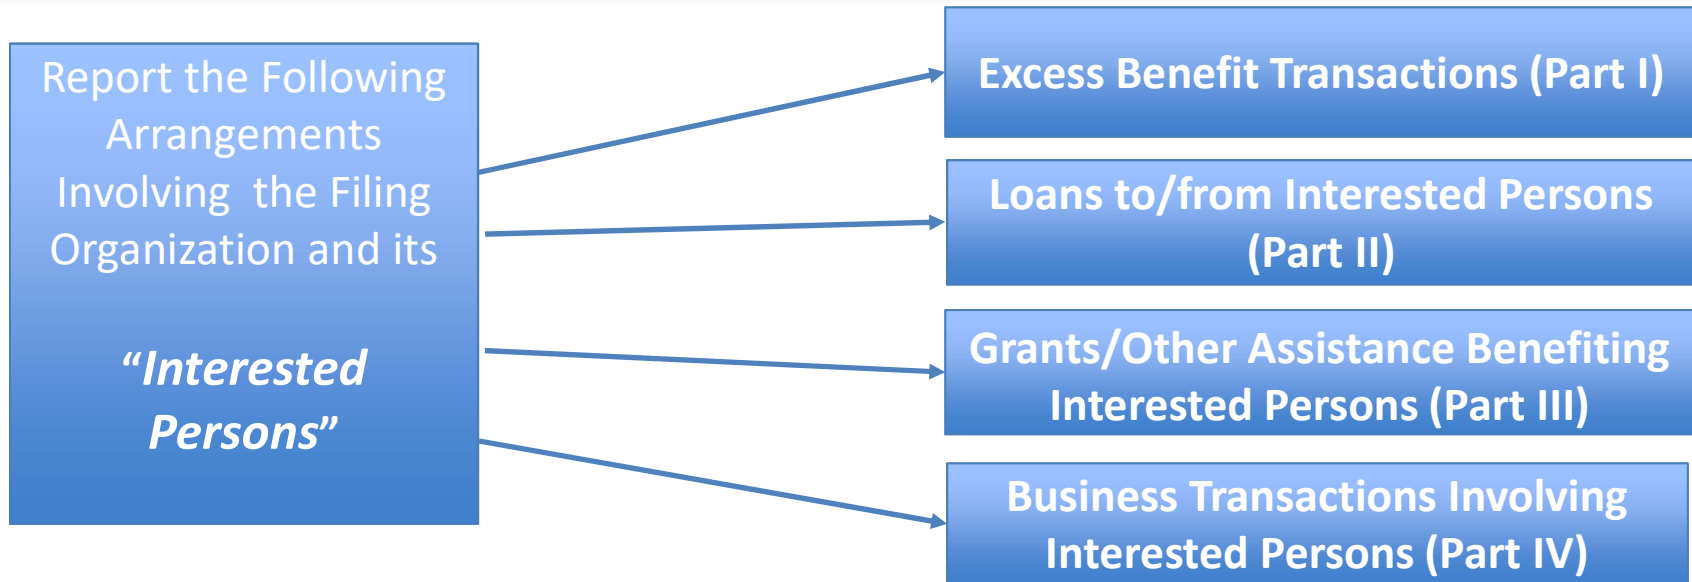 Report the Following
Arrangements
Involving  the Filing
Organization and its
“Interested
Persons”
Excess Benefit Transactions (Part I)
Loans to/from Interested Persons
(Part II)
Grants/Other Assistance Benefiting
Interested Persons (Part III)
Business Transactions Involving
Interested Persons (Part IV)